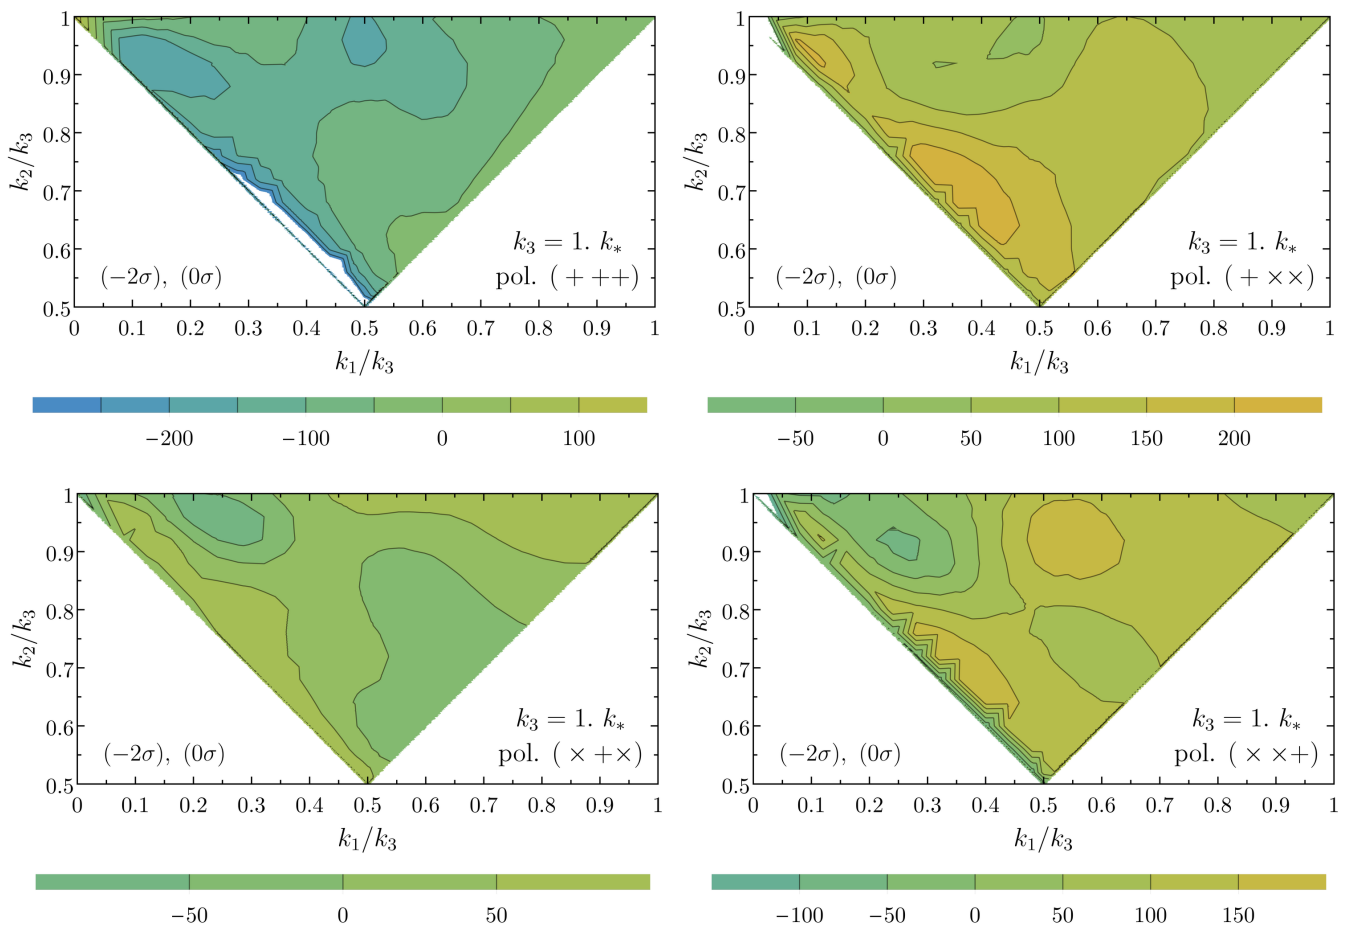 1
0.9
0.8
0.7
0.6
0.5
k₂/k₃
k₃ = 1. k∗
(−2σ), (0σ)
pol. (+ ++)
0 0.1 0.2 0.3 0.4 0.5 0.6 0.7 0.8 0.9 1
k₁/k₃
−200 −100 0 100
1
0.9
0.8
0.7
0.6
0.5
k₂/k₃
k₃ = 1. k∗
(−2σ), (0σ)
pol. (+ ××)
0 0.1 0.2 0.3 0.4 0.5 0.6 0.7 0.8 0.9 1
k₁/k₃
−50 0 50 100 150 200
1
0.9
0.8
0.7
0.6
0.5
k₂/k₃
k₃ = 1. k∗
(−2σ), (0σ)
pol. (× +×)
0 0.1 0.2 0.3 0.4 0.5 0.6 0.7 0.8 0.9 1
k₁/k₃
−50 0 50
1
0.9
0.8
0.7
0.6
0.5
k₂/k₃
k₃ = 1. k∗
(−2σ), (0σ)
pol. (× ×+)
0 0.1 0.2 0.3 0.4 0.5 0.6 0.7 0.8 0.9 1
k₁/k₃
−100 −50 0 50 100 150